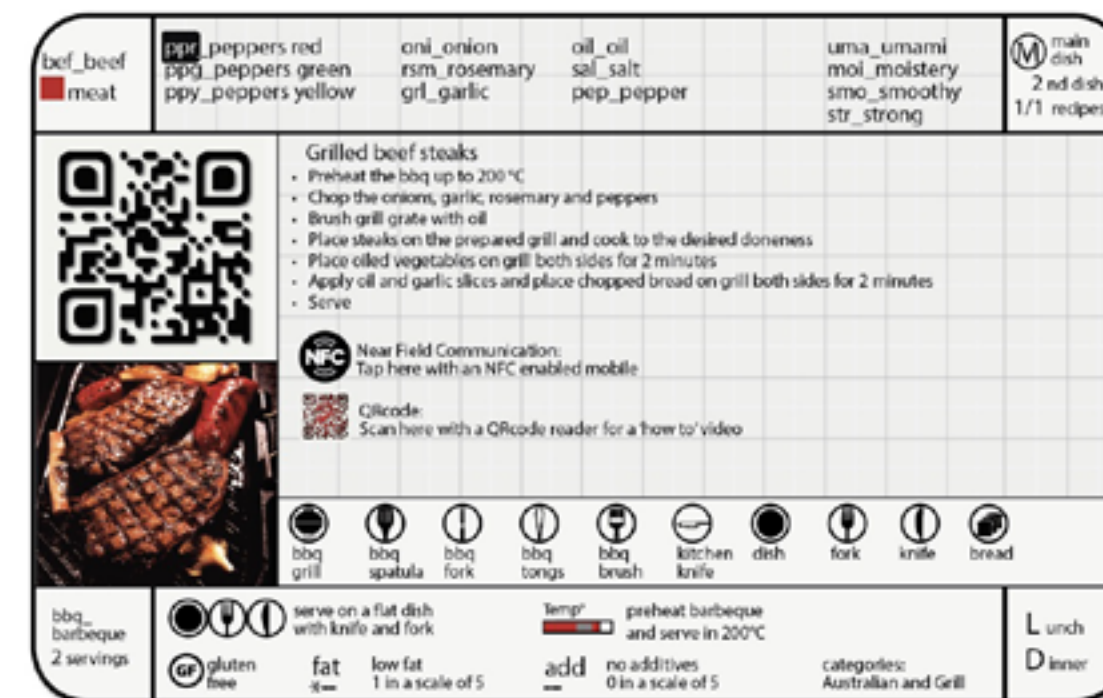 bef_beef
meat
ppr_peppers red
ppg_peppers green
ppy_peppers yellow
oni_onion
rsm_rosemary
grl_garlic
oil_oil
sal_salt
pep_pepper
uma_umami
moi_moistery
smo_smoothy
str_strong
M main
dish
2 nd dish
1/1 recipes
Grilled beef steaks
• Preheat the bbq up to 200 °C
• Chop the onions, garlic, rosemary and peppers
• Brush grill grate with oil
• Place steaks on the prepared grill and cook to the desired doneness
• Place oiled vegetables on grill both sides for 2 minutes
• Apply oil and garlic slices and place chopped bread on grill both sides for 2 minutes
• Serve
NFC
Near Field Communication:
Tap here with an NFC enabled mobile
QRcode:
Scan here with a QRcode reader for a 'how to' video
bbq
grill
bbq
spatula
bbq
fork
bbq
tongs
bbq
brush
kitchen
knife
dish
fork
knife
bread
bbq_
barbeque
2 servings
serve on a flat dish
with knife and fork
Temp°
preheat barbeque
and serve in 200°C
GF gluten
free
fat
low fat
1 in a scale of 5
add
no additives
0 in a scale of 5
categories:
Australian and Grill
L unch
D inner